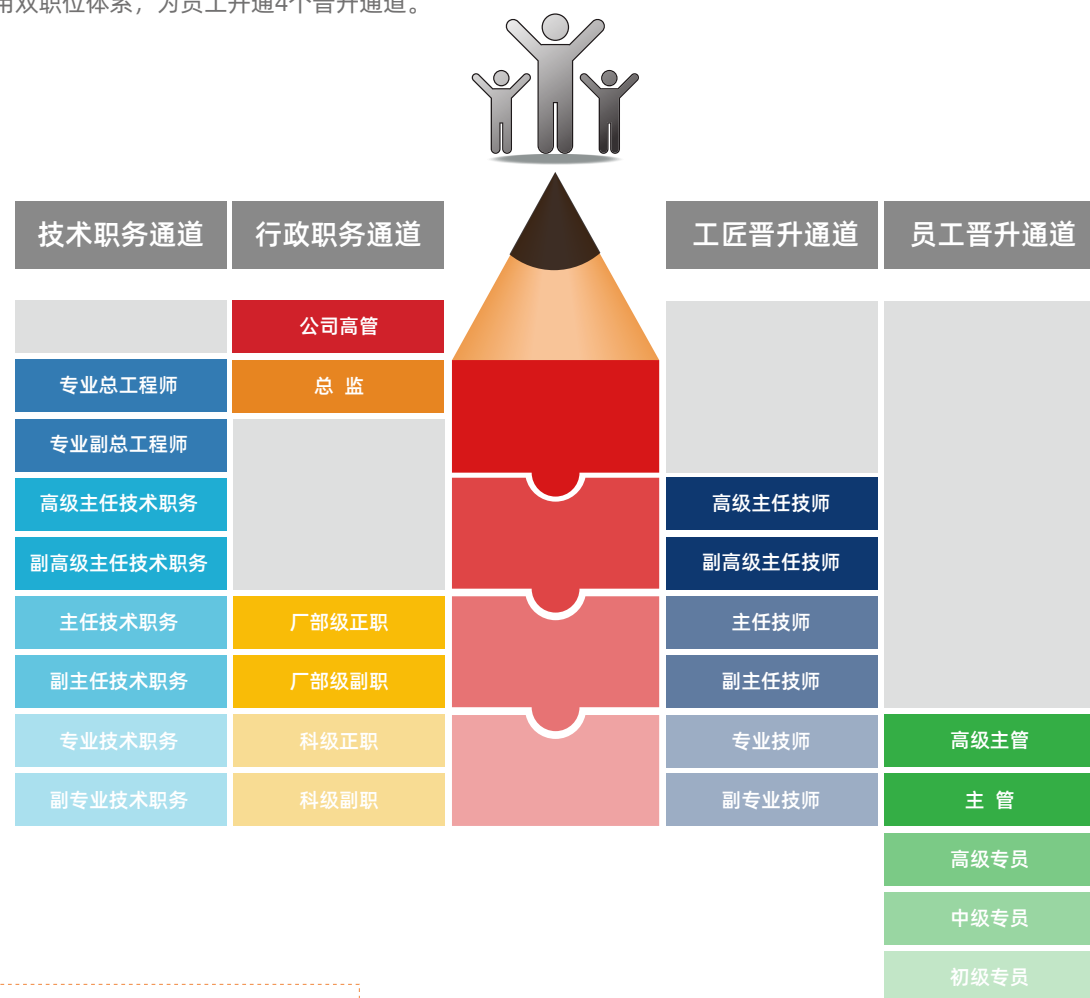 用双职位体系，为员工开通4个晋升通道。
技术职务通道
行政职务通道
工匠晋升通道
员工晋升通道
公司高管
专业总工程师
总 监
专业副总工程师
高级主任技术职务
高级主任技师
副高级主任技术职务
副高级主任技师
主任技术职务
厂部级正职
主任技师
副主任技术职务
厂部级副职
副主任技师
专业技术职务
科级正职
专业技师
高级主管
副专业技术职务
科级副职
副专业技师
主 管
高级专员
中级专员
初级专员